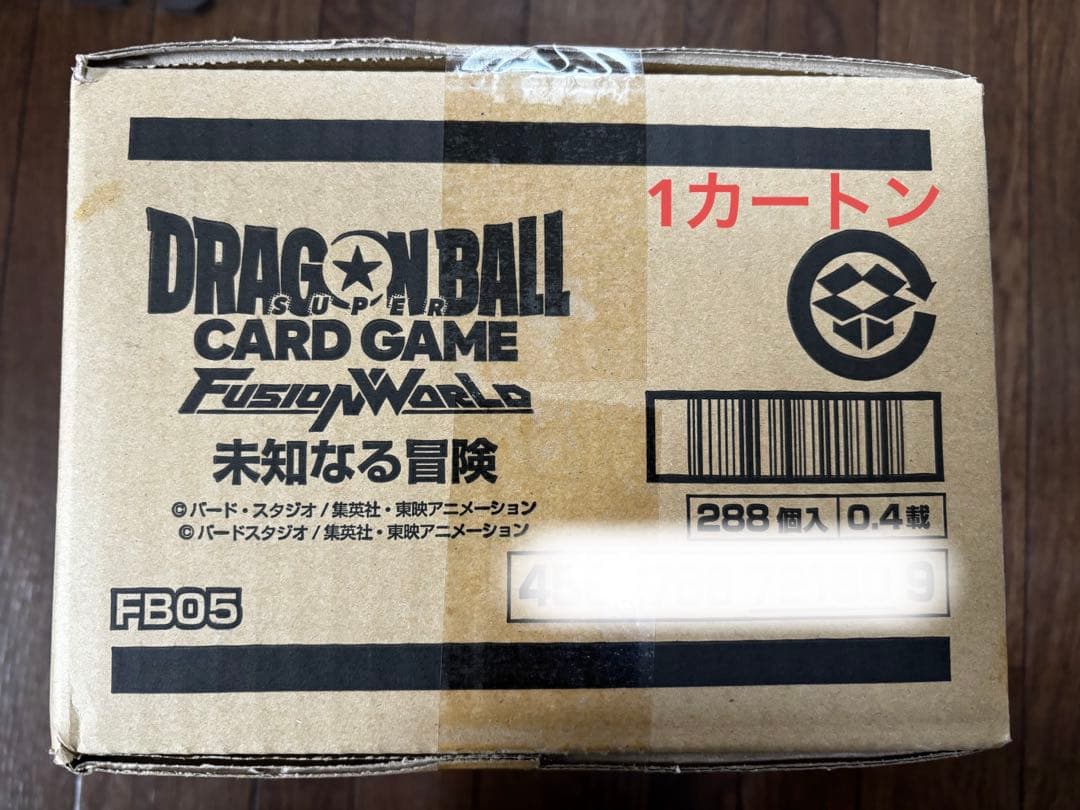 1カートン
DRAGON BALL
SUPER
CARD GAME
FUSION WORLD
未知なる冒険
©バード・スタジオ / 集英社・東映アニメーション
©バードスタジオ / 集英社・東映アニメーション
288 個入 0.4載
FB05